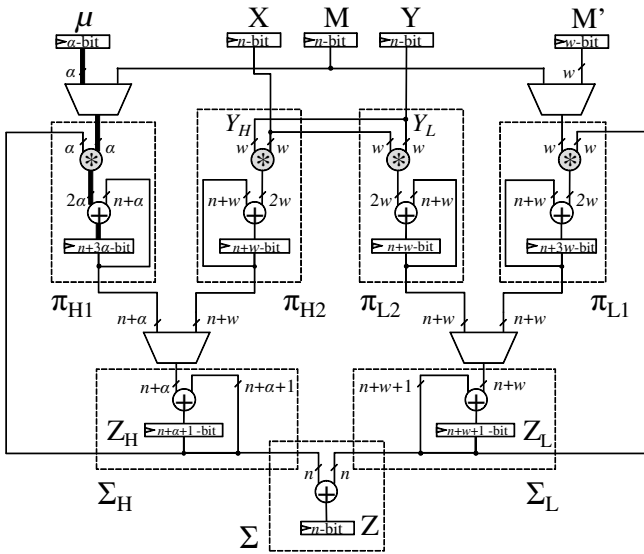 μ X M Y M’
α-bit n-bit n-bit n-bit w-bit
α w
Y_H Y_L
α α w w w w w w
* * * *
2α n+α n+w 2w 2w n+w n+w 2w
+ + + +
n+3α-bit n+w-bit n+w-bit n+3w-bit
π_H1 π_H2 π_L2 π_L1
n+α n+w n+w n+w
n+α n+α+1 n+w+1 n+w
+ +
Z_H n+α+1 -bit n+w+1 -bit Z_L
n n
Σ_H + Σ_L
Σ n-bit Z